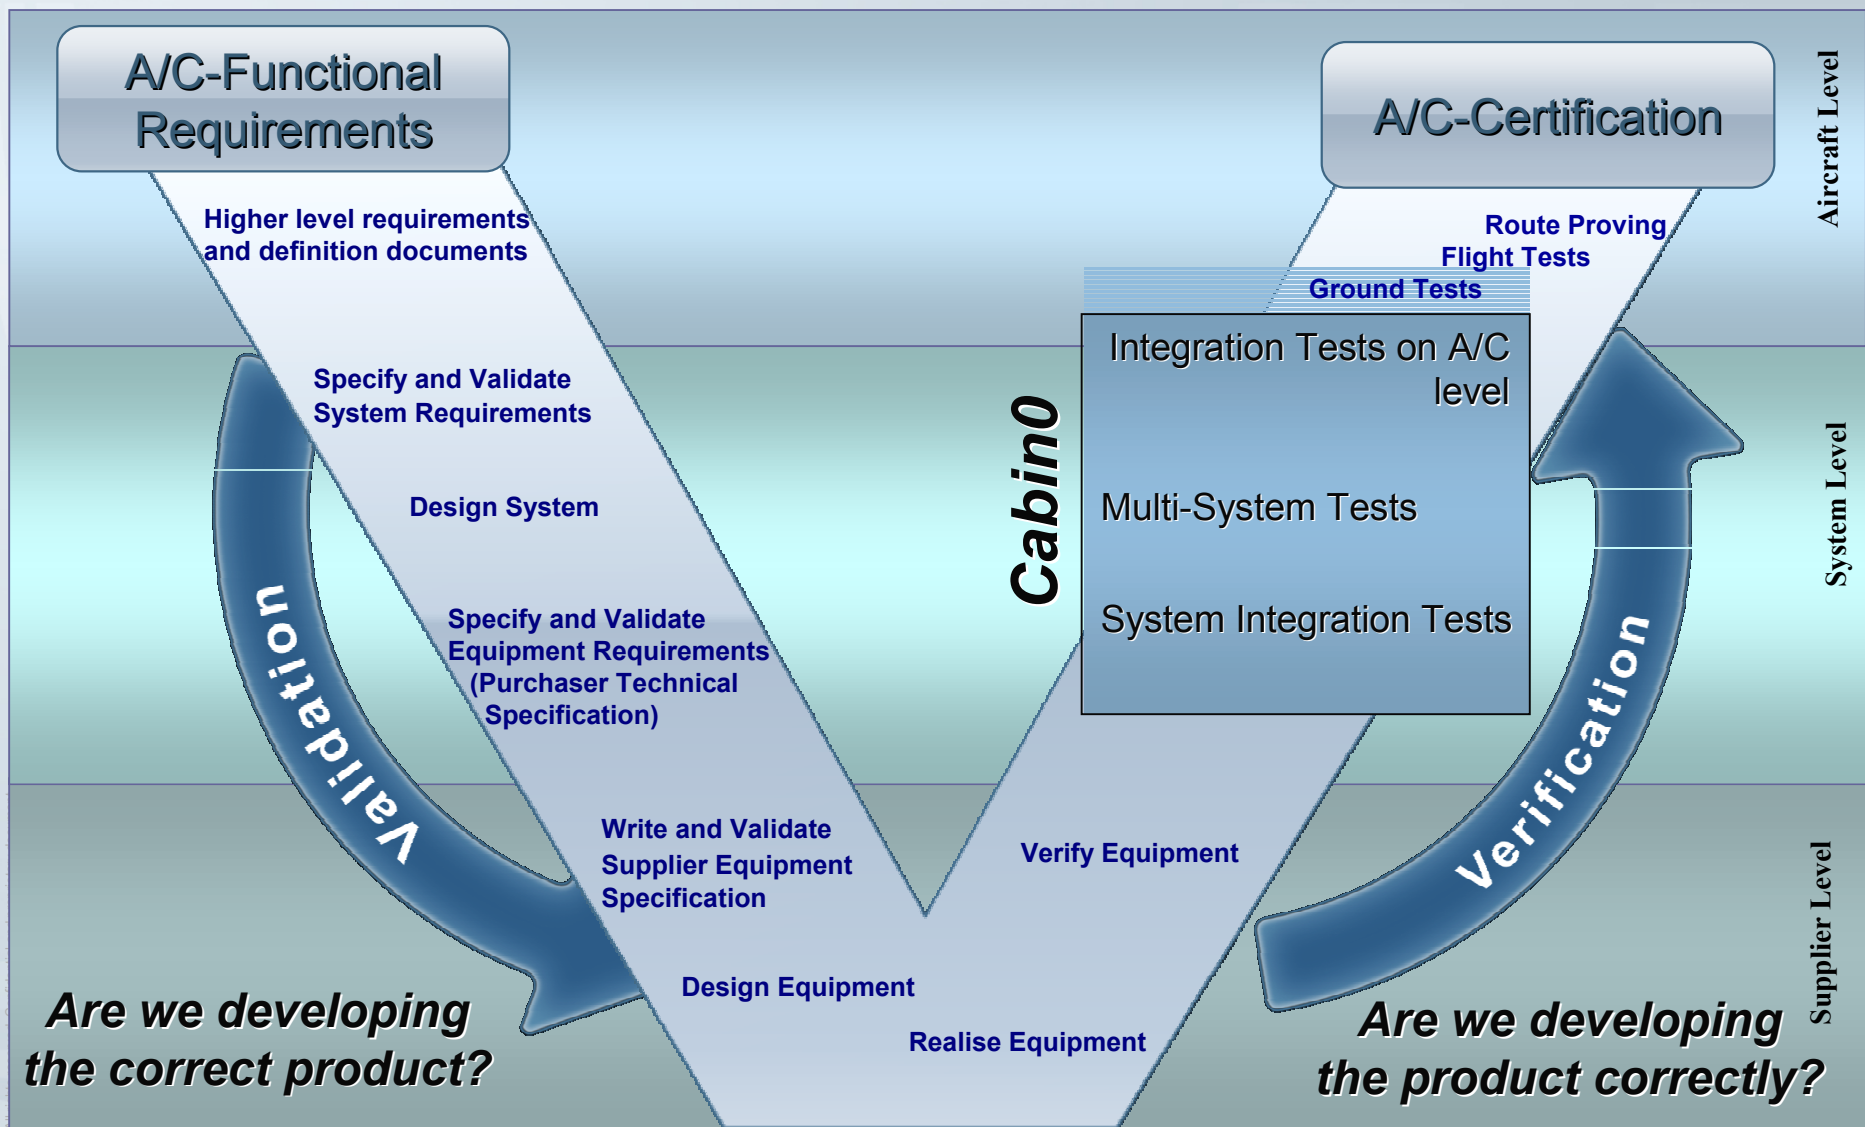 A/C-Functional
Requirements
Higher level requirements
and definition documents
Specify and Validate
System Requirements
Design System
Specify and Validate
Equipment Requirements
(Purchaser Technical
Specification)
Write and Validate
Supplier Equipment
Specification
Design Equipment
Realise Equipment
Verify Equipment
Cabin0
System Integration Tests
Multi-System Tests
Integration Tests on A/C
level
Ground Tests
Flight Tests
Route Proving
A/C-Certification
Validation
Verification
Are we developing
the correct product?
Are we developing
the product correctly?
Aircraft Level
System Level
Supplier Level